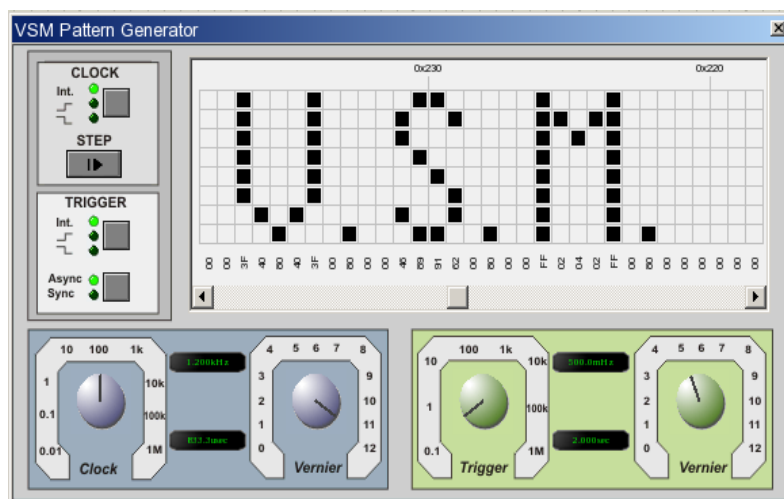 VSM Pattern Generator
CLOCK
Int.
STEP
TRIGGER
Int.
Async
Sync
0x230 0x220
V.S.M.
00 00 3F 40 80 40 3F 00 80 00 00 46 89 91 62 00 80 00 00 FF 02 04 02 FF 00 80 00 00 00 00 00 00
0.01 0.1 1 10 100 1k 10k 100k 1M
Clock
1.200kHz
833.3usec
0 1 2 3 4 5 6 7 8 9 10 11 12
Vernier
0.1 1 10 100 1k 10k 100k 1M
Trigger
500.0mHz
2.000sec
0 1 2 3 4 5 6 7 8 9 10 11 12
Vernier